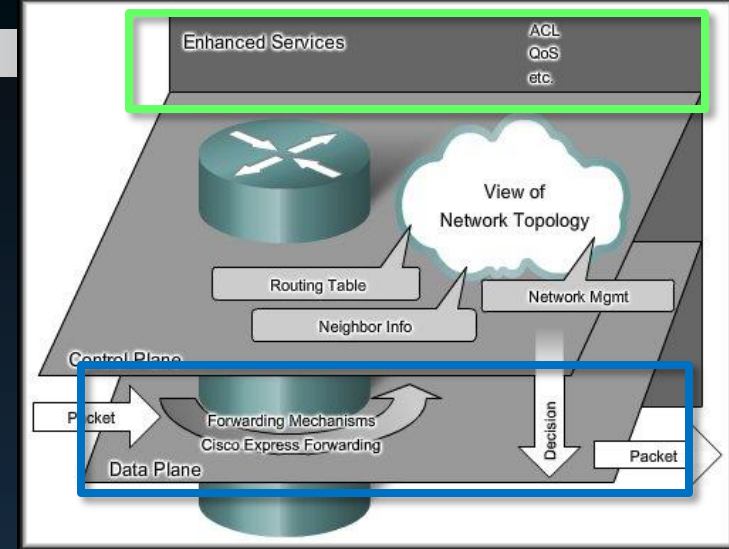 Enhanced Services
ACL
QoS
etc.
View of
Network Topology
Routing Table
Network Mgmt
Neighbor Info
Control Plane
Packet
Forwarding Mechanisms
Cisco Express Forwarding
Decision
Packet
Data Plane